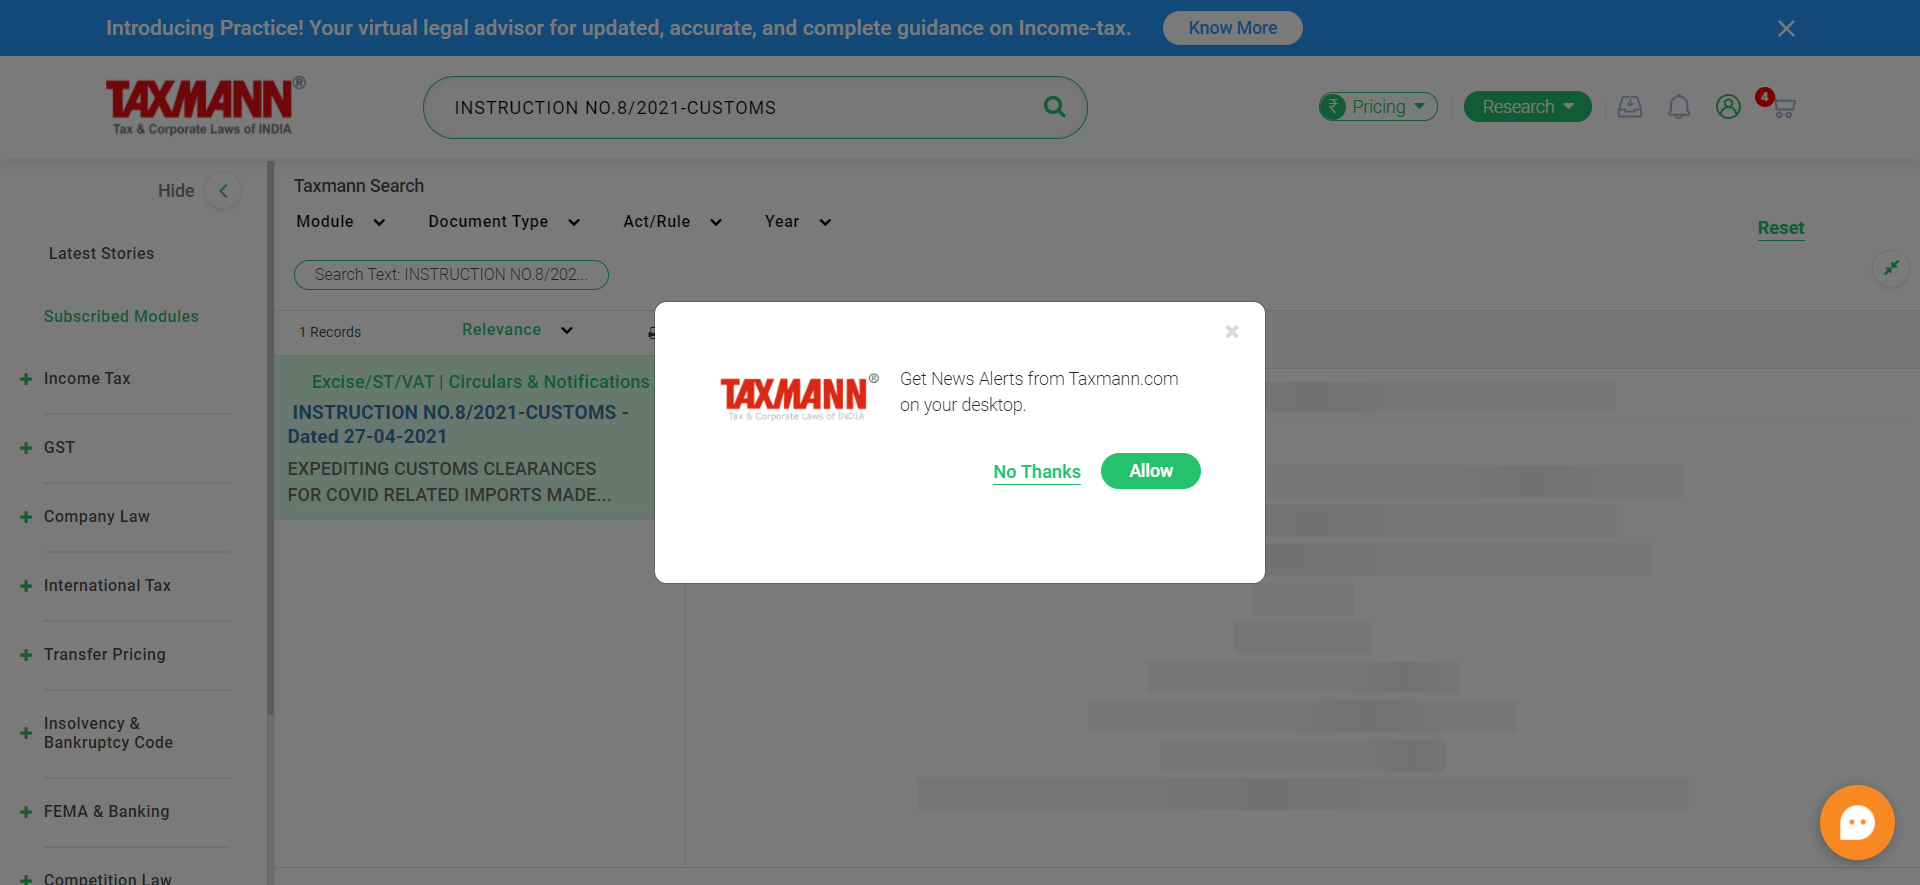 Introducing Practice! Your virtual legal advisor for updated, accurate, and complete guidance on Income-tax.
Know More
TAXMANN®
Tax & Corporate Laws of INDIA
INSTRUCTION NO.8/2021-CUSTOMS
₹ Pricing
Research
4
Hide
Latest Stories
Subscribed Modules
Income Tax
GST
Company Law
International Tax
Transfer Pricing
Insolvency &
Bankruptcy Code
FEMA & Banking
Competition Law
Taxmann Search
Module
Document Type
Act/Rule
Year
Reset
Search Text: INSTRUCTION NO.8/202...
1 Records
Relevance
Excise/ST/VAT | Circulars & Notifications
INSTRUCTION NO.8/2021-CUSTOMS -
Dated 27-04-2021
EXPEDITING CUSTOMS CLEARANCES
FOR COVID RELATED IMPORTS MADE...
TAXMANN®
Tax & Corporate Laws of INDIA
Get News Alerts from Taxmann.com
on your desktop.
No Thanks
Allow